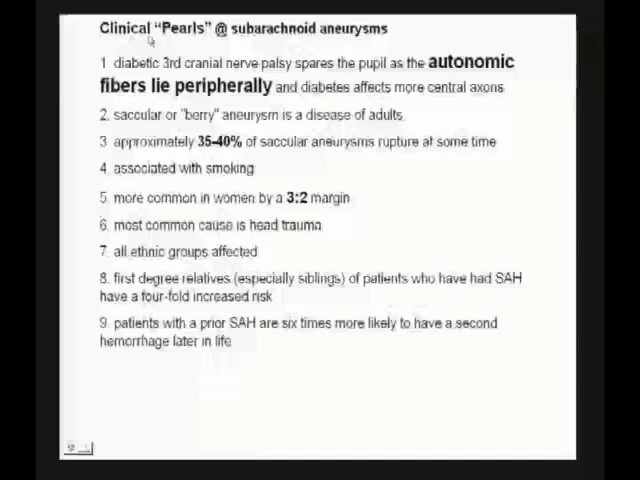 Clinical "Pearls" @ subarachnoid aneurysms
1 diabetic 3rd cranial nerve palsy spares the pupil as the autonomic
fibers lie peripherally and diabetes affects more central axons
2. saccular or "berry" aneurysm is a disease of adults
3 approximately 35-40% of saccular aneurysms rupture at some time
4. associated with smoking
5. more common in women by a 3:2 margin
6. most common cause is head trauma
7. all ethnic groups affected
8. first degree relatives (especially siblings) of patients who have had SAH
have a four-fold increased risk
9. patients with a prior SAH are six times more likely to have a second
hemorrhage later in life